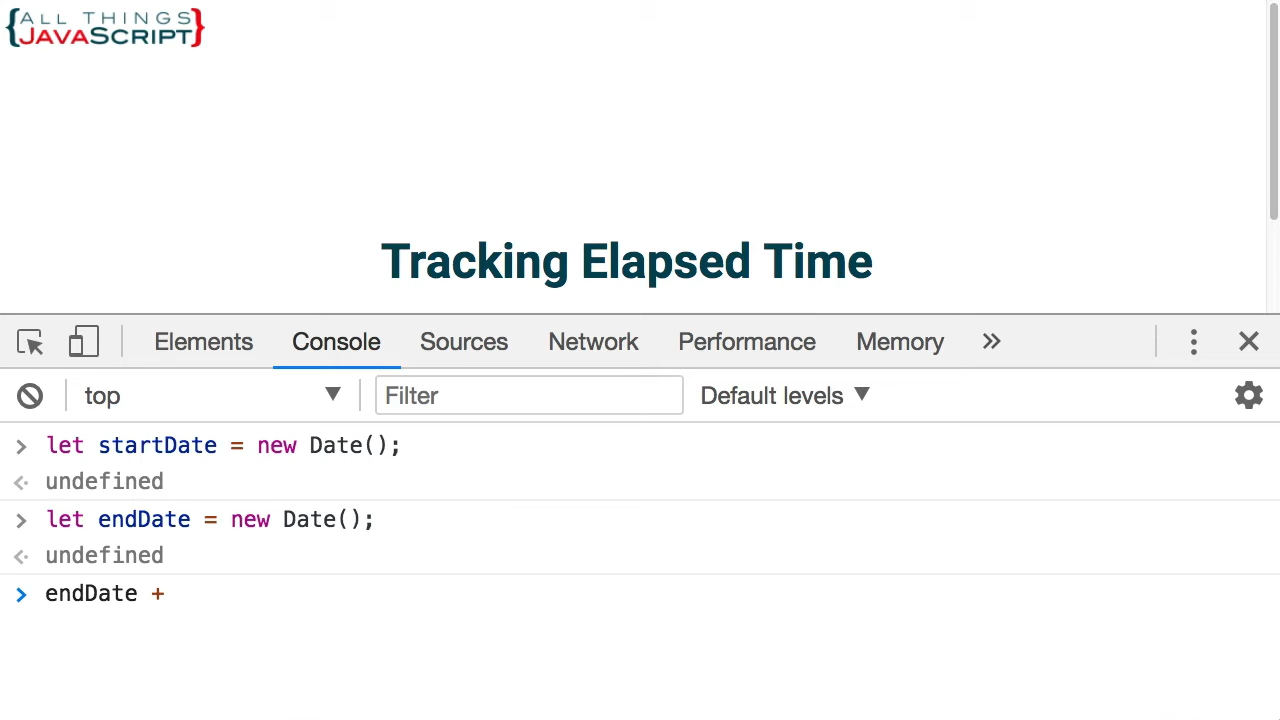 {ALL THINGS
JAVASCRIPT}
Tracking Elapsed Time
Elements Console Sources Network Performance Memory »
top ▼ Filter Default levels ▼
> let startDate = new Date();
<· undefined
> let endDate = new Date();
<· undefined
> endDate +